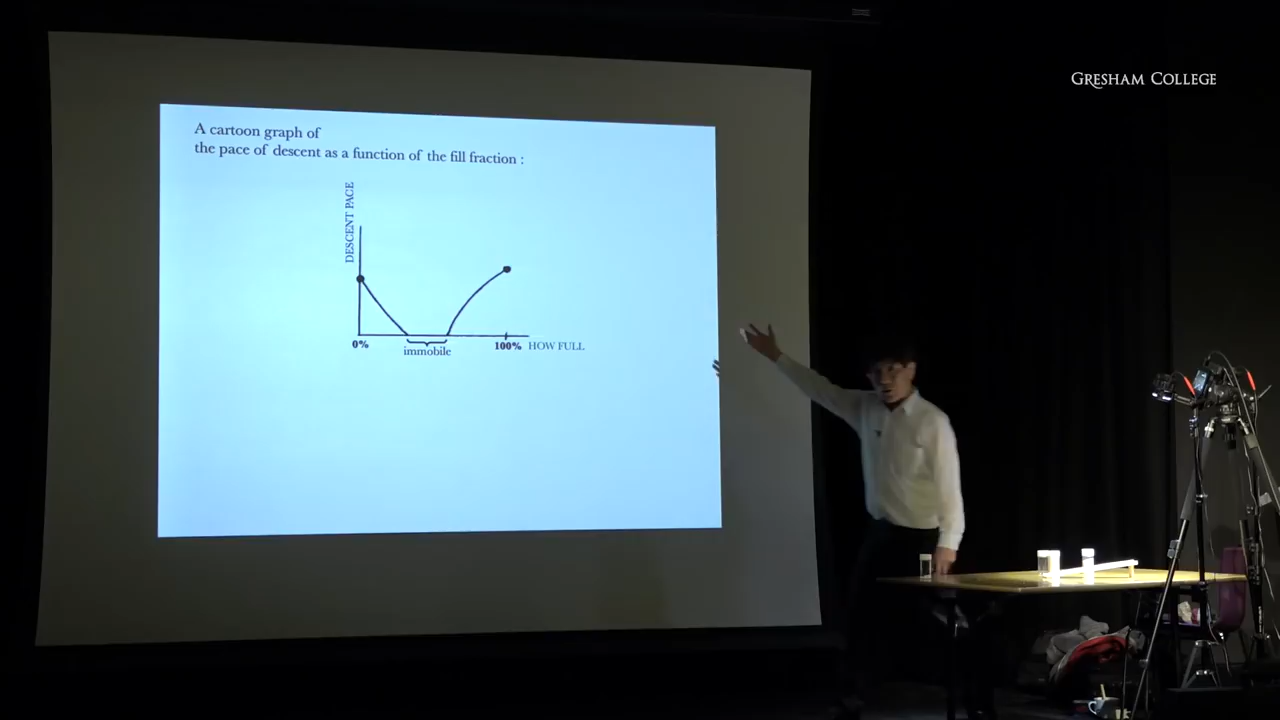 GRESHAM COLLEGE
A cartoon graph of
the pace of descent as a function of the fill fraction :
DESCENT PACE
0%
immobile
100%
HOW FULL